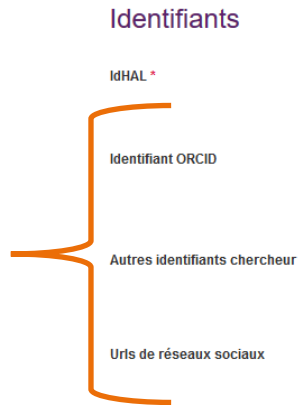 Identifiants
IdHAL *
Identifiant ORCID
Autres identifiants chercheur
Urls de réseaux sociaux